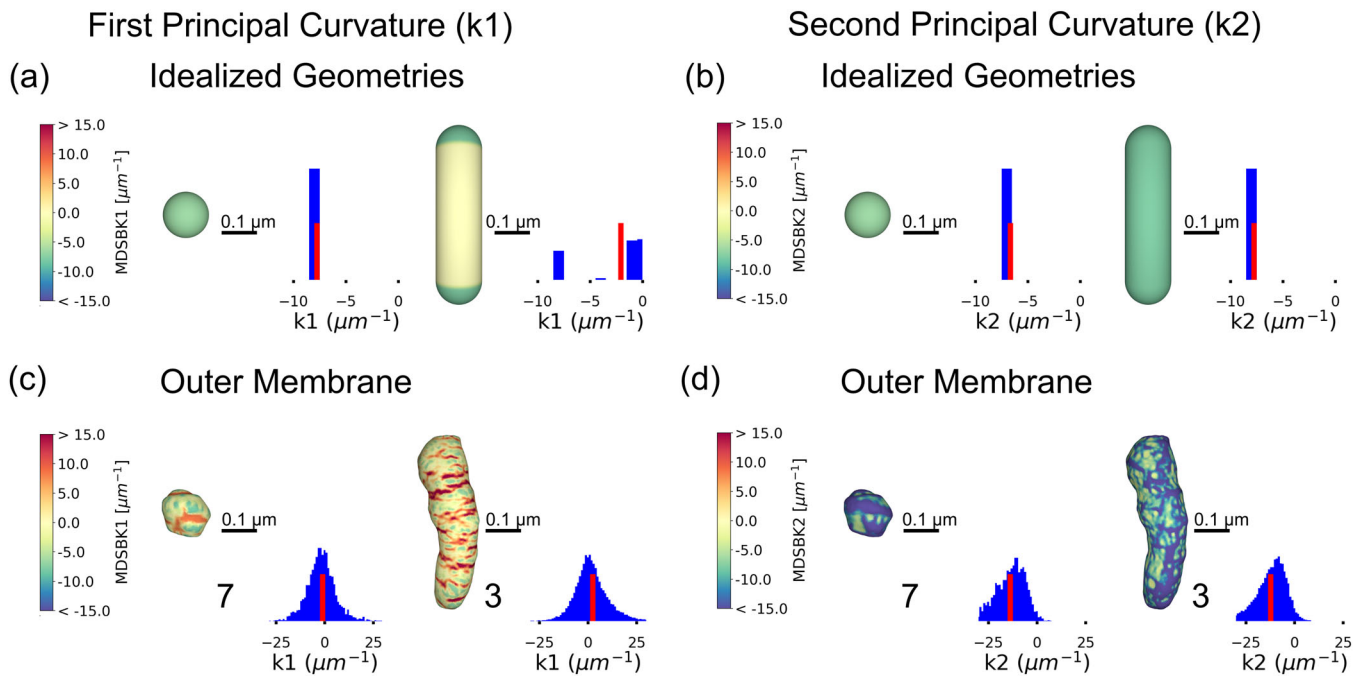 First Principal Curvature (k1)
Second Principal Curvature (k2)
(a)
Idealized Geometries
> 15.0
10.0
5.0
0.0
-5.0
-10.0
< -15.0
MDSBK1 [μm⁻¹]
0.1 μm
−10
−5
0
k1 (μm⁻¹)
0.1 μm
−10
−5
0
k1 (μm⁻¹)
(b)
Idealized Geometries
> 15.0
10.0
5.0
0.0
-5.0
-10.0
< -15.0
MDSBK2 [μm⁻¹]
0.1 μm
−10
−5
0
k2 (μm⁻¹)
0.1 μm
−10
−5
0
k2 (μm⁻¹)
(c)
Outer Membrane
> 15.0
10.0
5.0
0.0
-5.0
-10.0
< -15.0
MDSBK1 [μm⁻¹]
0.1 μm
7
−25
0
25
k1 (μm⁻¹)
0.1 μm
3
−25
0
25
k1 (μm⁻¹)
(d)
Outer Membrane
> 15.0
10.0
5.0
0.0
-5.0
-10.0
< -15.0
MDSBK2 [μm⁻¹]
0.1 μm
7
−25
0
25
k2 (μm⁻¹)
0.1 μm
3
−25
0
25
k2 (μm⁻¹)